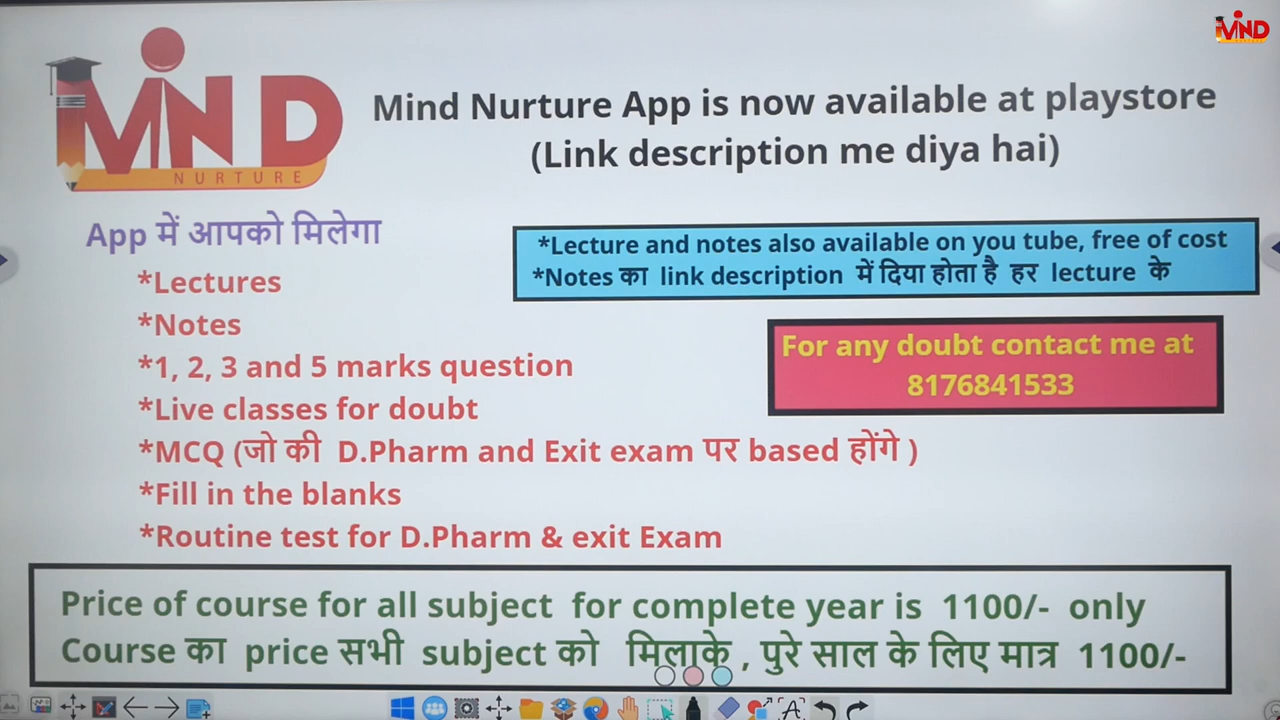 MIND
MIND
NURTURE
Mind Nurture App is now available at playstore
(Link description me diya hai)
App में आपको मिलेगा
*Lectures
*Notes
*1, 2, 3 and 5 marks question
*Live classes for doubt
*MCQ (जो की D.Pharm and Exit exam पर based होंगे )
*Fill in the blanks
*Routine test for D.Pharm & exit Exam
*Lecture and notes also available on you tube, free of cost
*Notes का link description में दिया होता है हर lecture के
For any doubt contact me at
8176841533
Price of course for all subject for complete year is 1100/- only
Course का price सभी subject को मिलाके , पुरे साल के लिए मात्र 1100/-